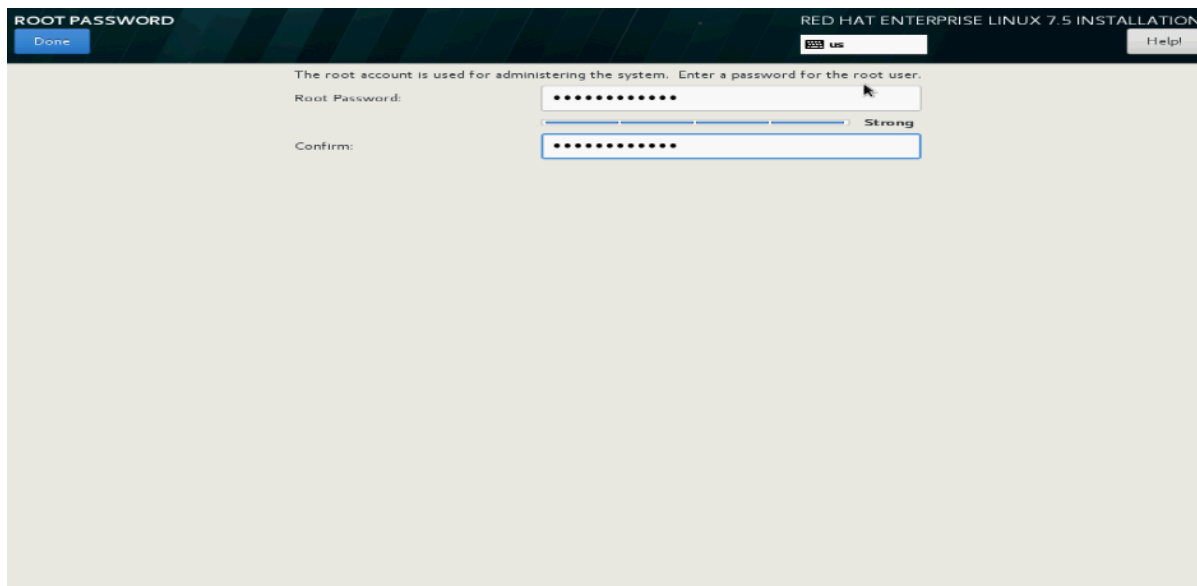 ROOT PASSWORD
RED HAT ENTERPRISE LINUX 7.5 INSTALLATION
Done
us
Help!
The root account is used for administering the system. Enter a password for the root user.
Root Password: ••••••••••••
Strong
Confirm: ••••••••••••